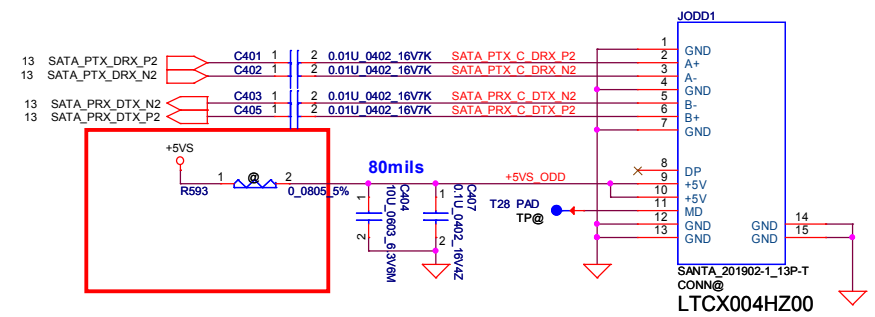 JODD1
1
GND
13 SATA_PTX_DRX_P2 C401 1 2 0.01U_0402_16V7K SATA_PTX_C_DRX_P2 2 A+
13 SATA_PTX_DRX_N2 C402 1 2 0.01U_0402_16V7K SATA_PTX_C_DRX_N2 3 A-
4 GND
13 SATA_PRX_DTX_N2 C403 1 2 0.01U_0402_16V7K SATA_PRX_C_DTX_N2 5 B-
13 SATA_PRX_DTX_P2 C405 1 2 0.01U_0402_16V7K SATA_PRX_C_DTX_P2 6 B+
7 GND
+5VS
80mils
8 DP
R593 1 @ 2 0_0805_5%
+5VS_ODD 9 +5V
10 +5V
T28 PAD 11 MD
TP@
1 2 C404
10U_0603_6.3V6M
1 2 C407
0.1U_0402_16V4Z
12 GND
13 GND
GND 14
GND 15
SANTA_201902-1_13P-T
CONN@
LTCX004HZ00